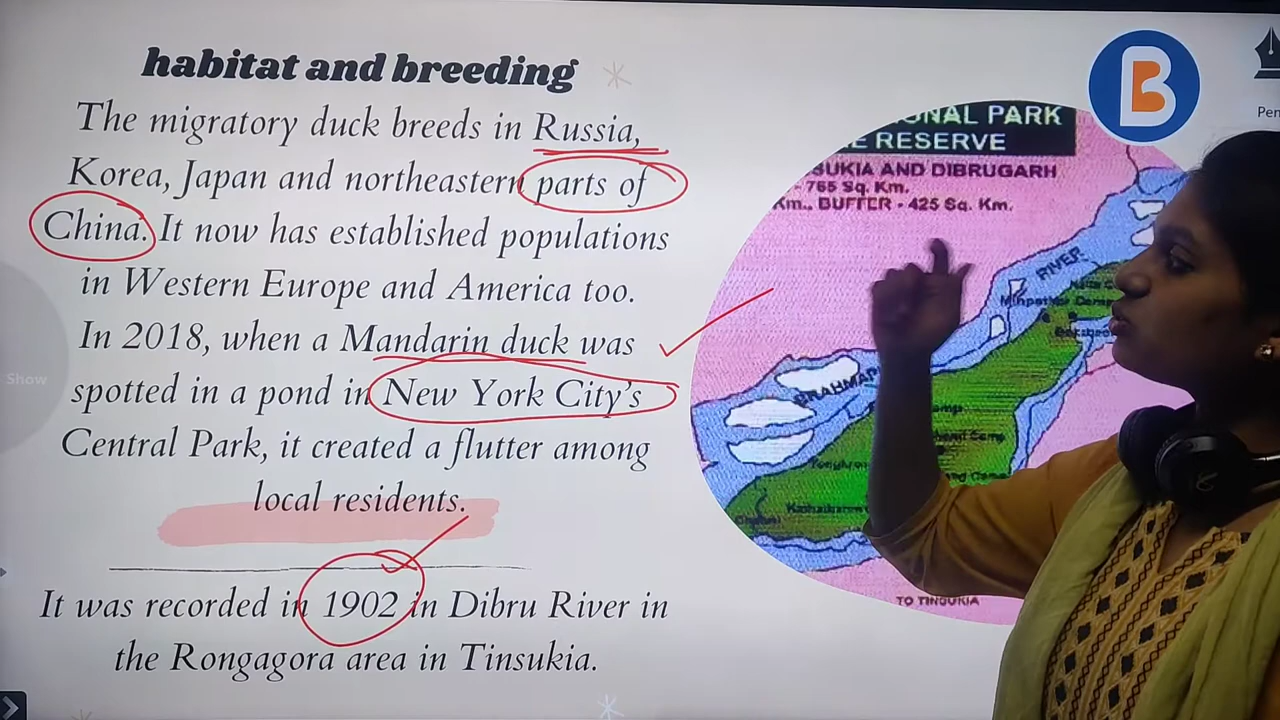 habitat and breeding
The migratory duck breeds in Russia,
Korea, Japan and northeastern parts of
China. It now has established populations
in Western Europe and America too.
In 2018, when a Mandarin duck was
spotted in a pond in New York City's
Central Park, it created a flutter among
local residents.
It was recorded in 1902 in Dibru River in
the Rongagora area in Tinsukia.
B
Pen
Show
ONAL PARK
E RESERVE
SUKIA AND DIBRUGARH
- 765 Sq. Km.
Km., BUFFER - 425 Sq. Km.
RIVER
BRAHMAP
TO TINSUKIA